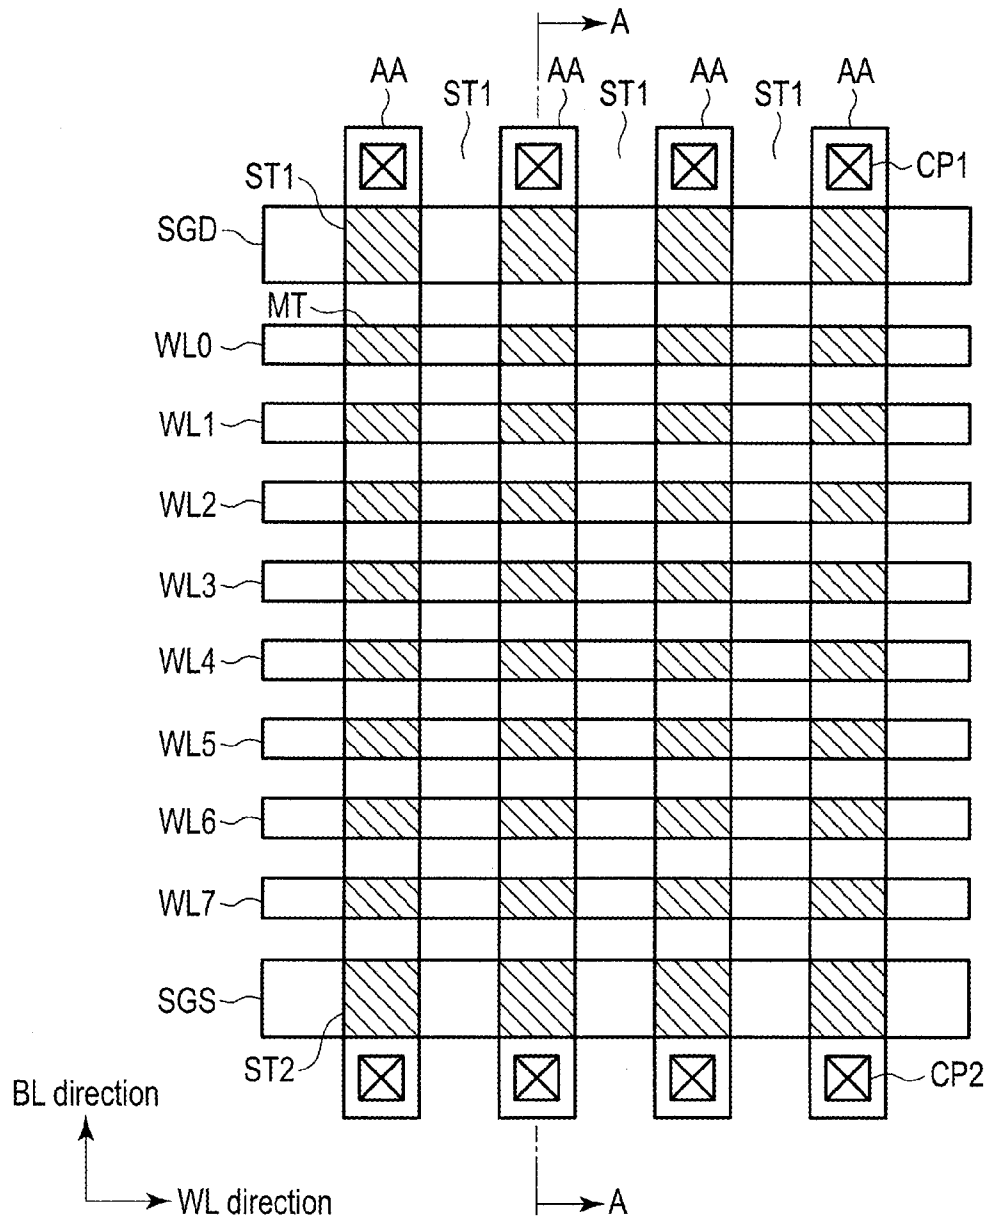 A
AA
ST1
AA
ST1
AA
ST1
AA
CP1
ST1
SGD
MT
WL0
WL1
WL2
WL3
WL4
WL5
WL6
WL7
SGS
ST2
CP2
BL direction
WL direction
A